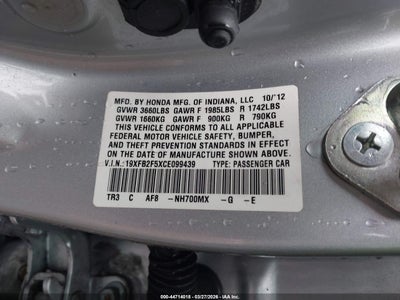 MFD. BY HONDA MFG. OF INDIANA, LLC 10/'12
GVWR 3660LBS GAWR F 1985LBS R 1742LBS
GVWR 1660KG GAWR F 900KG R 790KG
THIS VEHICLE CONFORMS TO ALL APPLICABLE
FEDERAL MOTOR VEHICLE SAFETY, BUMPER,
AND THEFT PREVENTION STANDARDS IN EFFECT ON
THE DATE OF MANUFACTURE SHOWN ABOVE.
V.I.N.: 19XFB2F5XCE099439 TYPE: PASSENGER CAR
TR3 C AF8 -NH700MX -G -E
©-44714018 — 03/27/2026 — IAA Inc.